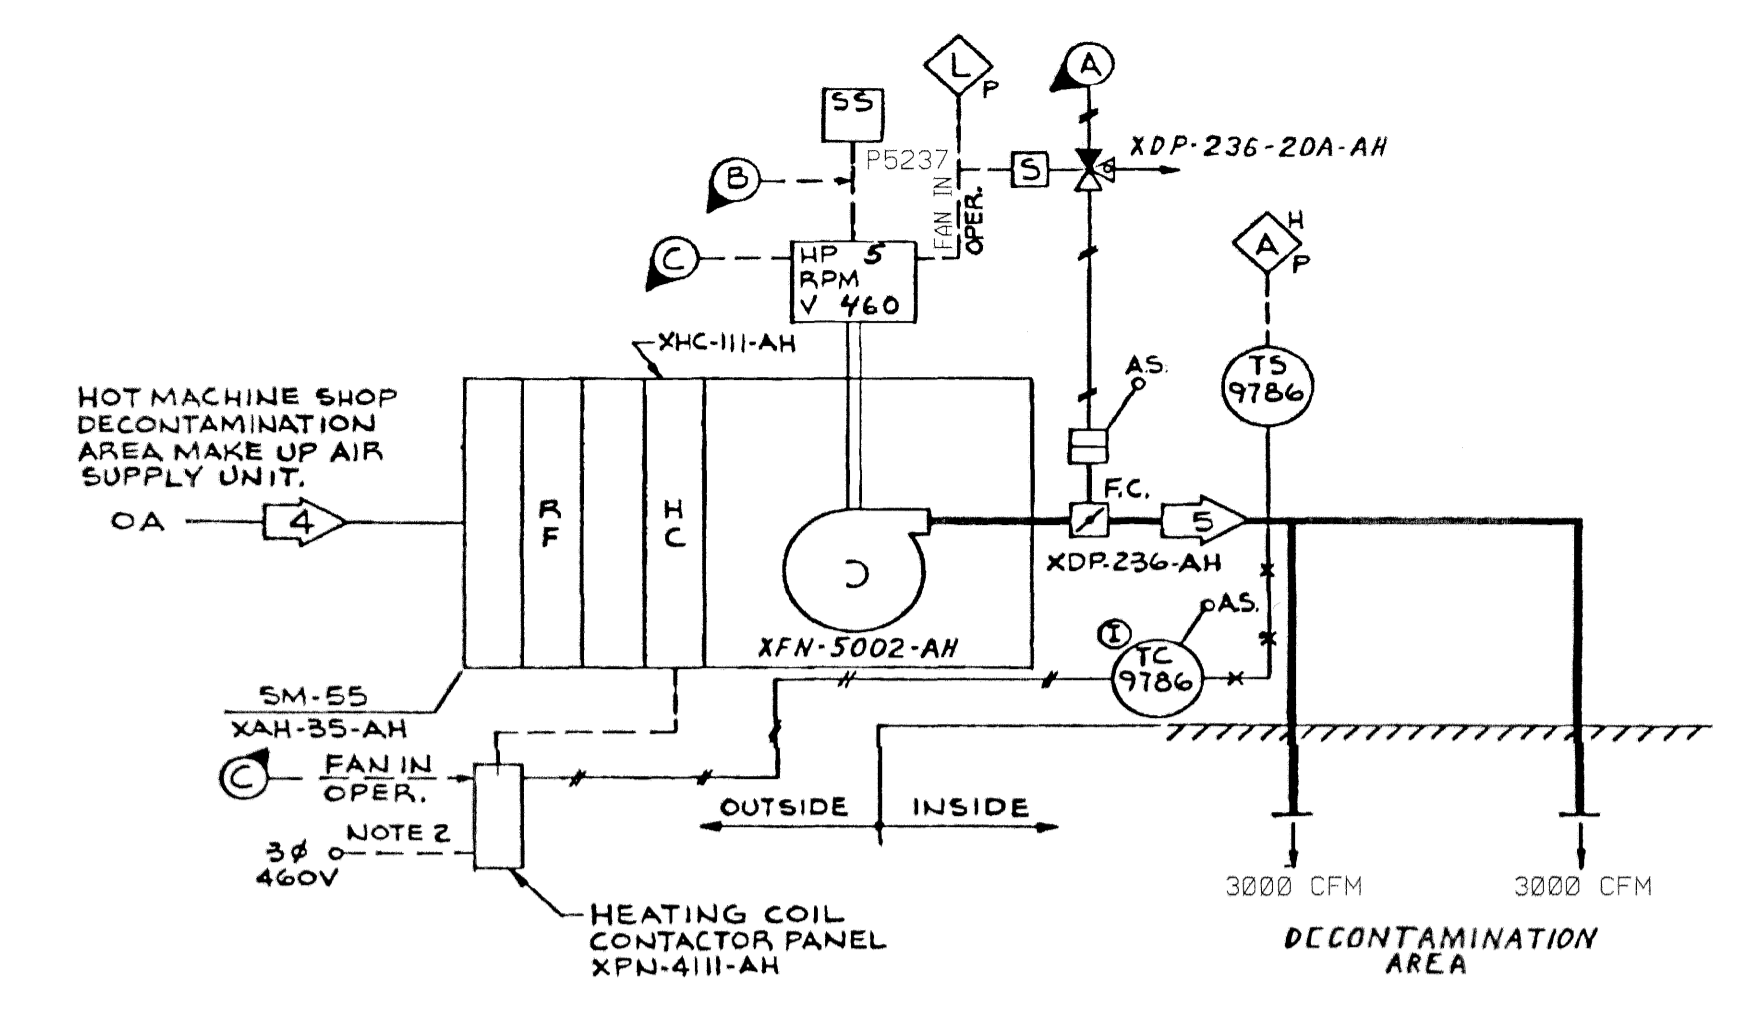 L
P
A
SS
P5237
XDP-236-20A-AH
S
B
FAN IN
OPER.
H
A
P
C
HP 5
RPM
V 460
XHC-111-AH
A.S.
TS
9786
HOT MACHINE SHOP
DECONTAMINATION
AREA MAKE UP AIR
SUPPLY UNIT.
F.C.
OA
4
RF
HC
5
XDP-236-AH
A.S.
I
TC
9786
XFN-5002-AH
SM-55
XAH-35-AH
C
FAN IN
OPER.
OUTSIDE
INSIDE
NOTE 2
3Ø
460V
3000 CFM
3000 CFM
HEATING COIL
CONTACTOR PANEL
XPN-4111-AH
DECONTAMINATION
AREA